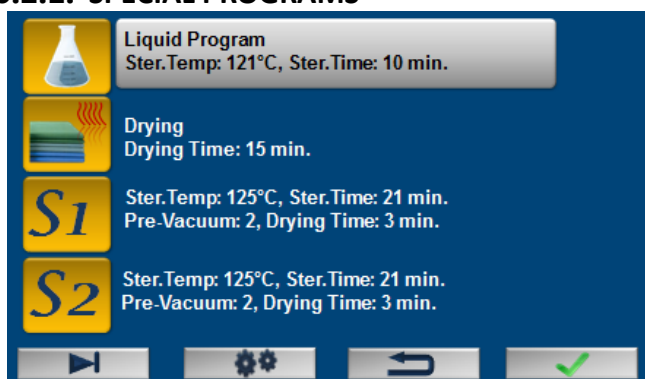 SPECIAL PROGRAMS
Liquid Program
Ster.Temp: 121°C, Ster.Time: 10 min.
Drying
Drying Time: 15 min.
S1
Ster.Temp: 125°C, Ster.Time: 21 min.
Pre-Vacuum: 2, Drying Time: 3 min.
S2
Ster.Temp: 125°C, Ster.Time: 21 min.
Pre-Vacuum: 2, Drying Time: 3 min.